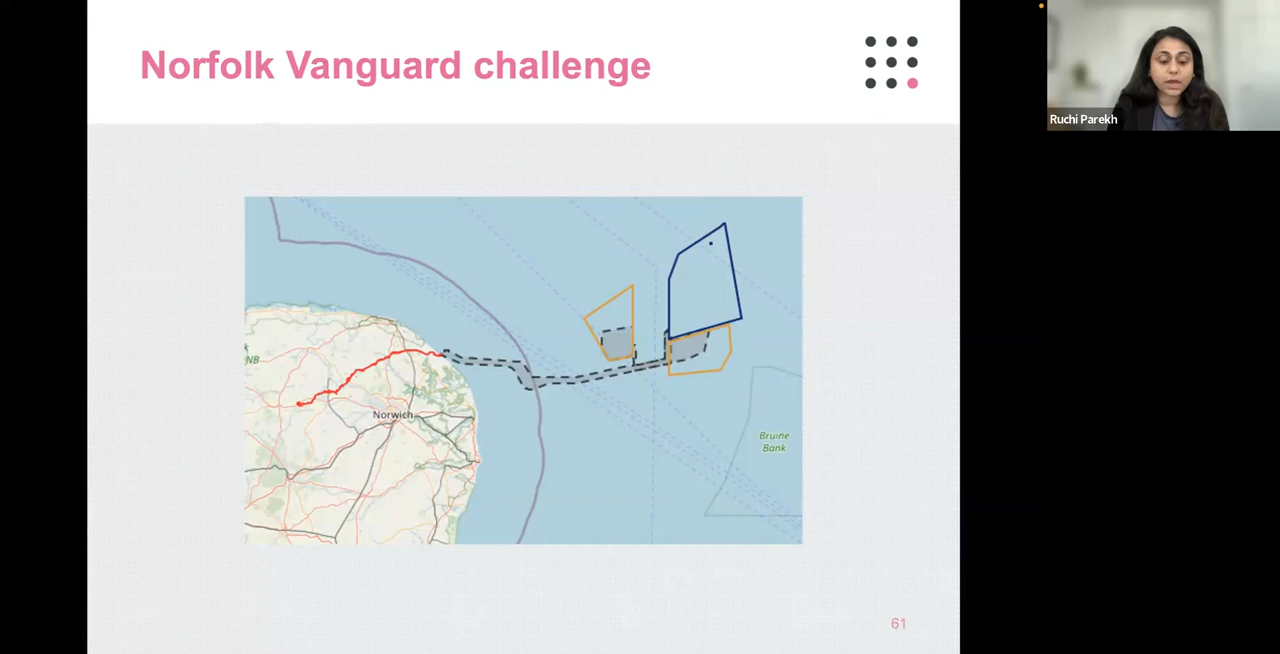 Norfolk Vanguard challenge
Ruchi Parekh
NB
Norwich
Bruine
Bank
61